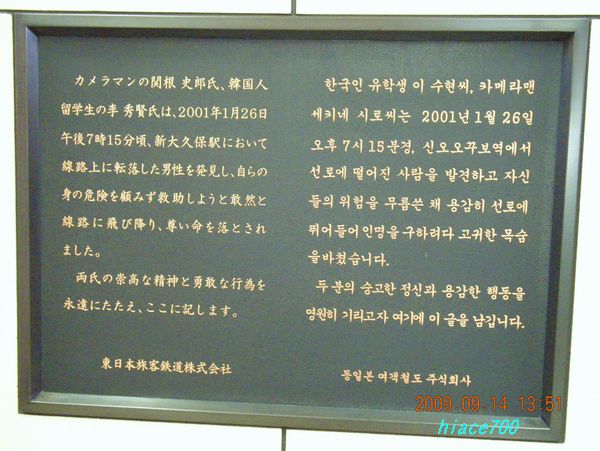 カメラマンの関根 史郎氏、韓国人
留学生の李 秀賢氏は、2001年1月26日
午後7時15分頃、新大久保駅において
線路上に転落した男性を発見し、自らの
身の危険を顧みず救助しようと敢然と
線路に飛び降り、尊い命を落とされ
ました。
両氏の崇高な精神と勇敢な行為を
永遠にたたえ、ここに記します。
東日本旅客鉄道株式会社
한국인 유학생 이 수현씨, 카메라맨
세키네 시로씨는 2001년 1월 26일
오후 7시 15분경, 신오오꾸보역에서
선로에 떨어진 사람을 발견하고 자신
들의 위험을 무릅쓴 채 용감히 선로에
뛰어들어 인명을 구하려다 고귀한 목숨
을 바쳤습니다.
두 분의 숭고한 정신과 용감한 행동을
영원히 기리고자 여기에 이 글을 남깁니다.
동일본 여객철도 주식회사
2009.09.14 13:51
hiace700